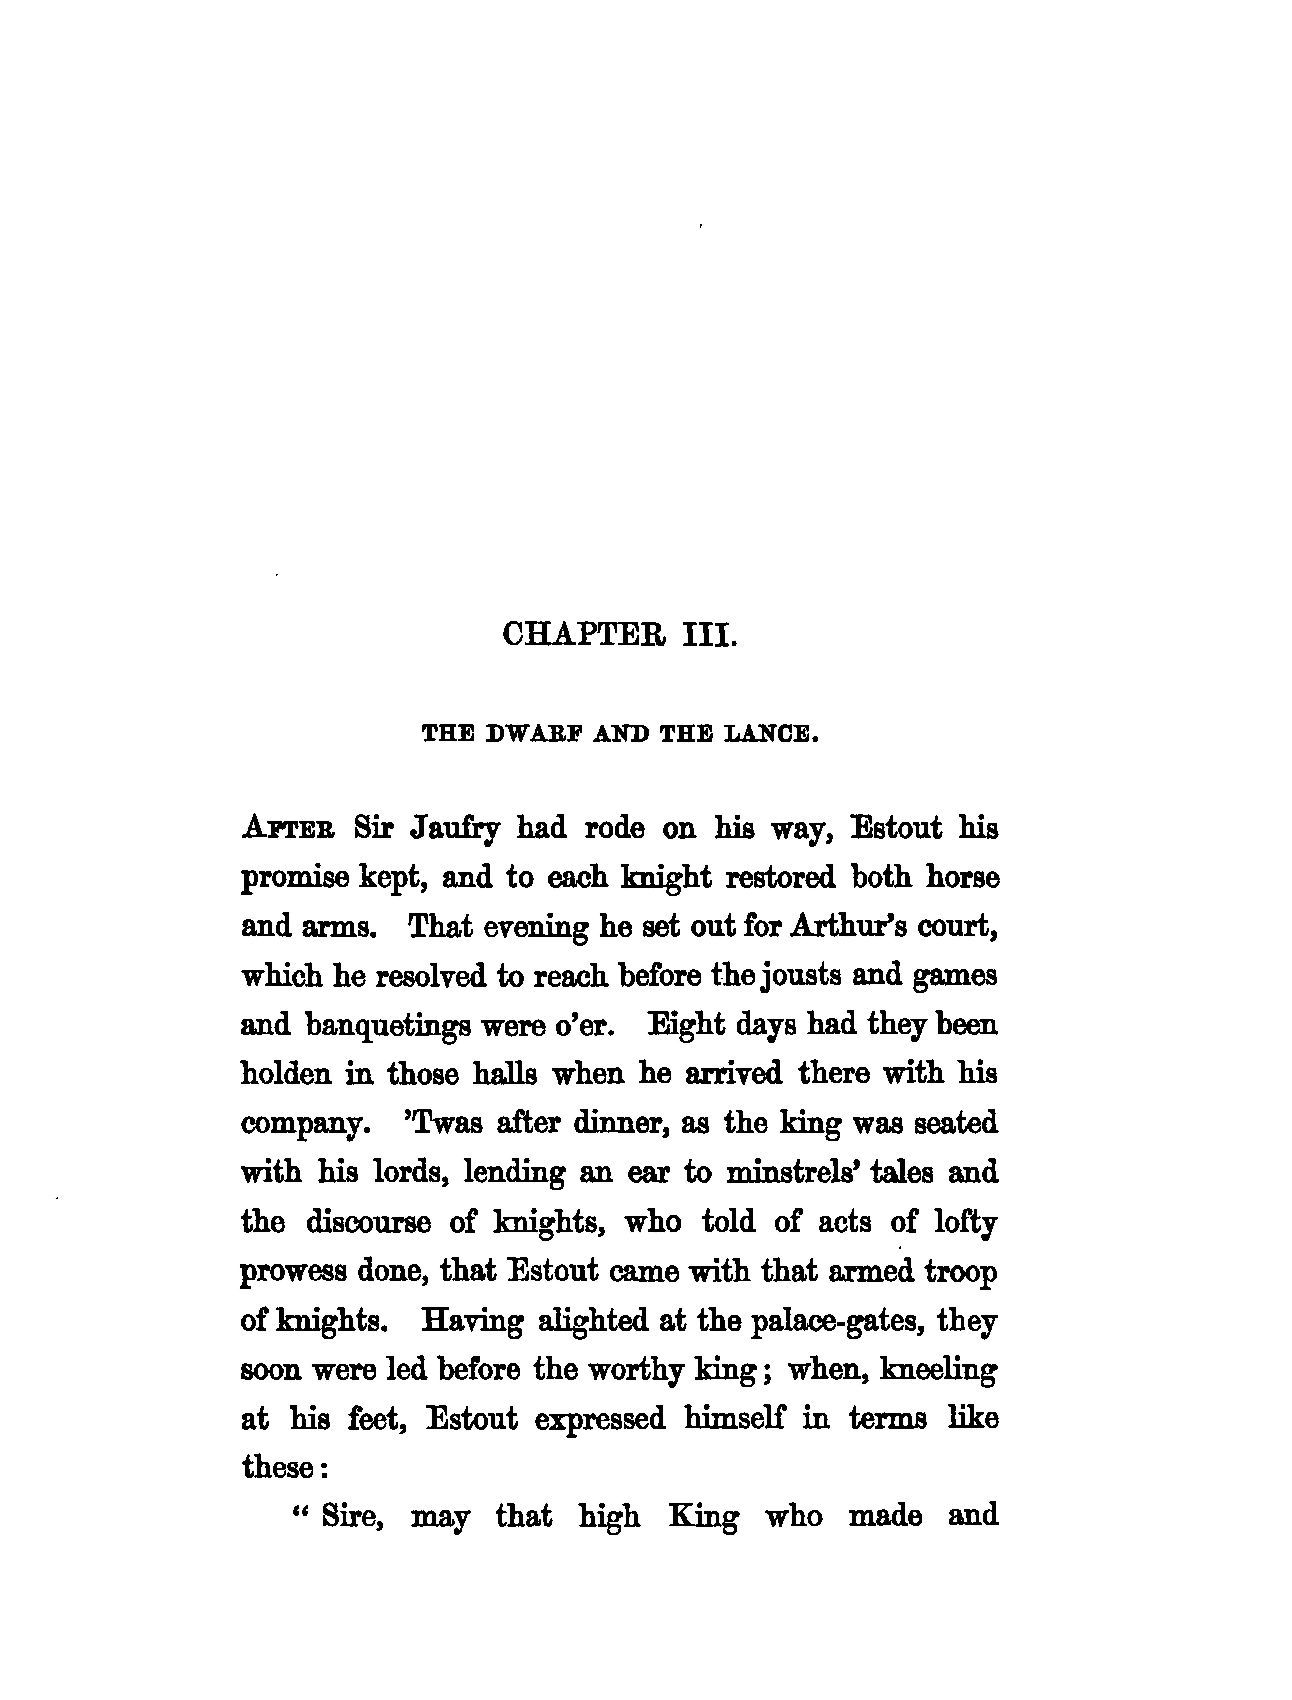 CHAPTER III.
THE DWARF AND THE LANCE.
AFTER Sir Jaufry had rode on his way, Estout his
promise kept, and to each knight restored both horse
and arms. That evening he set out for Arthur's court,
which he resolved to reach before the jousts and games
and banquetings were o'er. Eight days had they been
holden in those halls when he arrived there with his
company. 'Twas after dinner, as the king was seated
with his lords, lending an ear to minstrels' tales and
the discourse of knights, who told of acts of lofty
prowess done, that Estout came with that armed troop
of knights. Having alighted at the palace-gates, they
soon were led before the worthy king; when, kneeling
at his feet, Estout expressed himself in terms like
these:
"Sire, may that high King who made and